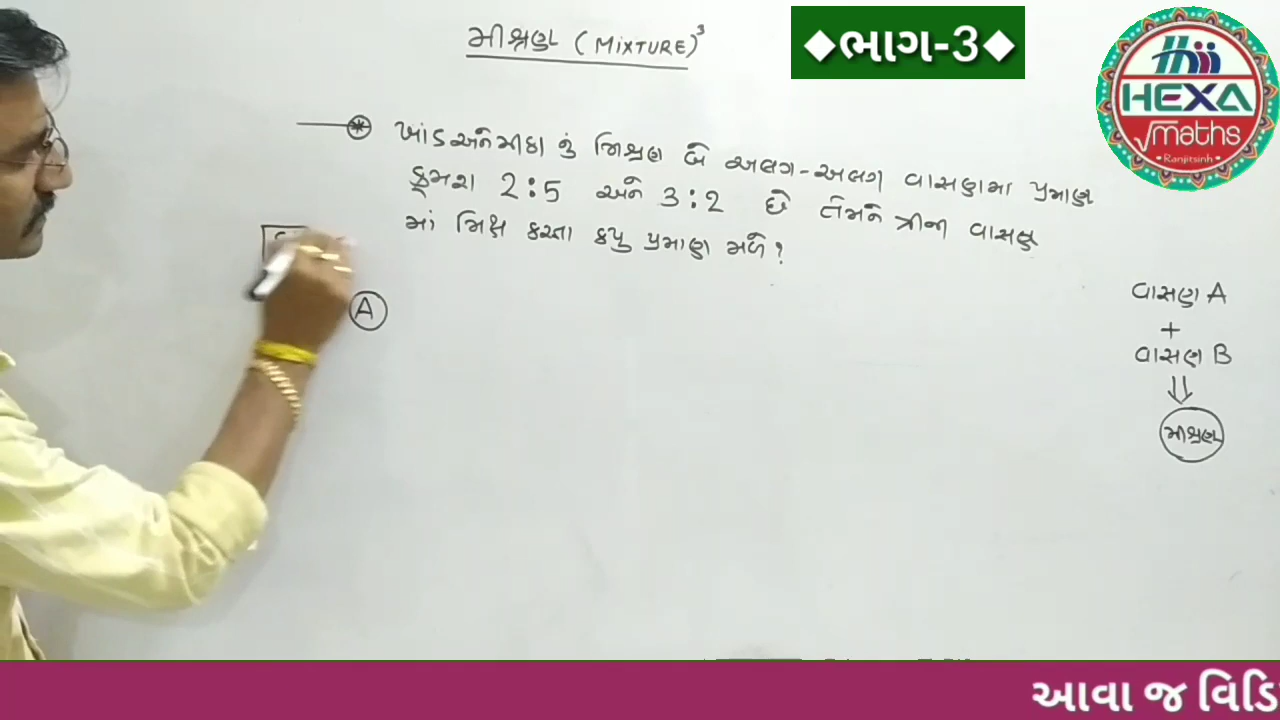 મીશ્રણ (MIXTURE)³
◆ભાગ-3◆
HEXA
maths
Ranjitsinh
ખાંડ અને મીઠા નું મિશ્રણ બે અલગ-અલગ વાસણમા પ્રમાણ
ક્રમશ 2:5 અને 3:2 છે તેમને ત્રીજા વાસણ
માં મિક્ષ કરતા કયુ પ્રમાણ મળે?
A
વાસણ A
+
વાસણ B
⇓
મીશ્રણ
આવા જ વિડિ